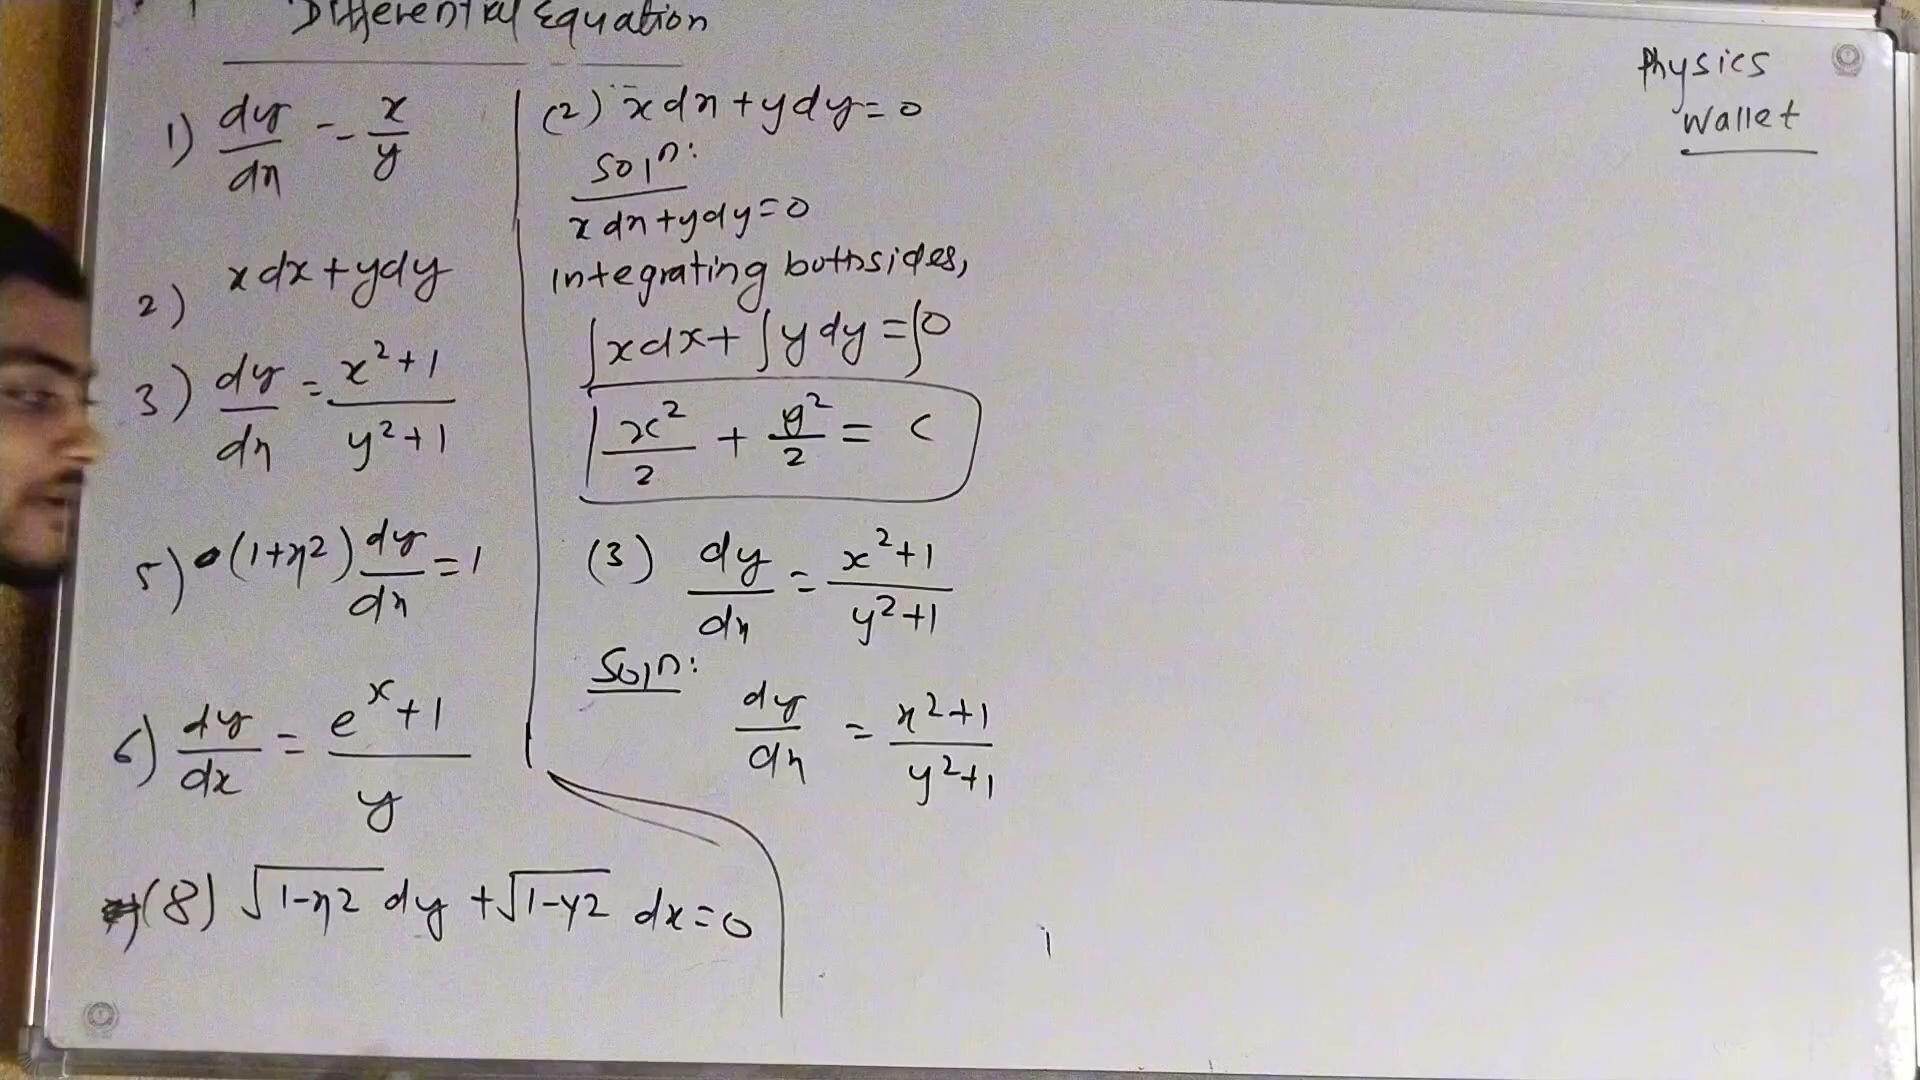 Differential Equation
1) dy/dx = - x/y
2) xdx + ydy
3) dy/dx = x²+1/y²+1
5) (1+x²) dy/dx = 1
6) dy/dx = e^x+1/y
(8) √1-x² dy + √1-y² dx = 0
(2) xdx + ydy = 0
Soln:
xdx + ydy = 0
integrating bothsides,
∫xdx + ∫ydy = ∫0
x²/2 + y²/2 = c
(3) dy/dx = x²+1/y²+1
Soln:
dy/dx = x²+1/y²+1
Physics
Wallet